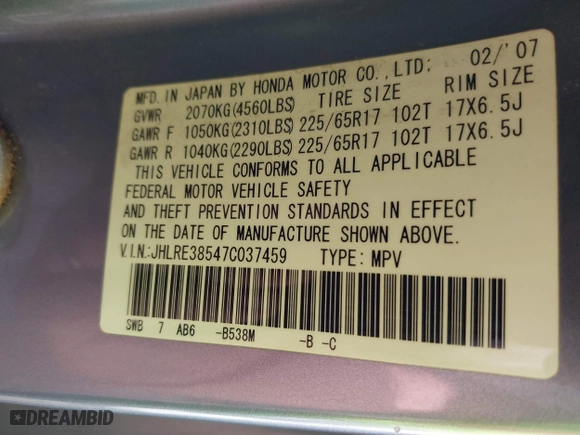 MFD. IN JAPAN BY HONDA MOTOR CO., LTD: 02/'07
GVWR 2070KG(4560LBS) TIRE SIZE RIM SIZE
GAWR F 1050KG(2310LBS) 225/65R17 102T 17X6.5J
GAWR R 1040KG(2290LBS) 225/65R17 102T 17X6.5J
THIS VEHICLE CONFORMS TO ALL APPLICABLE
FEDERAL MOTOR VEHICLE SAFETY
AND THEFT PREVENTION STANDARDS IN EFFECT
ON THE DATE OF MANUFACTURE SHOWN ABOVE.
V.I.N.:JHLRE38547C037459 TYPE: MPV
SWB 7 AB6 -B538M -B -C
DREAMBID